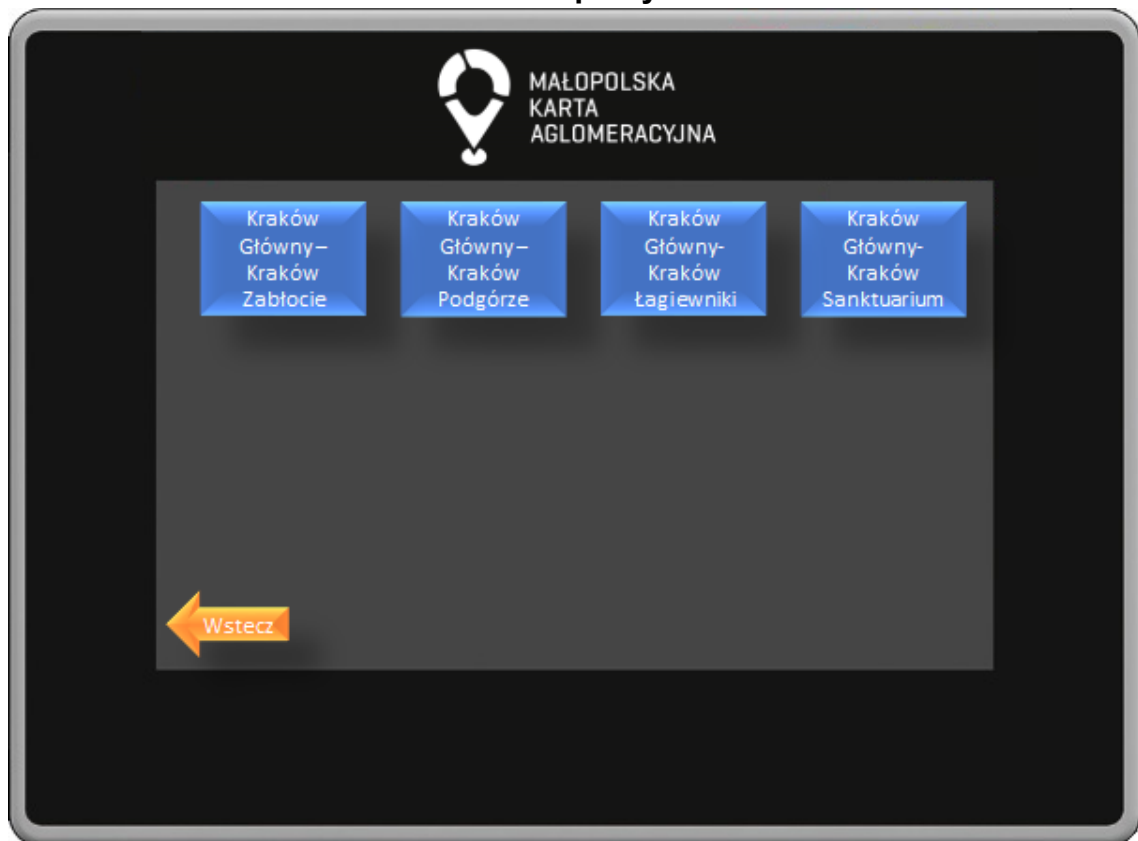 MAŁOPOLSKA
KARTA
AGLOMERACYJNA
Kraków
Główny–
Kraków
Zabłocie
Kraków
Główny–
Kraków
Podgórze
Kraków
Główny-
Kraków
Łagiewniki
Kraków
Główny-
Kraków
Sanktuarium
Wstecz